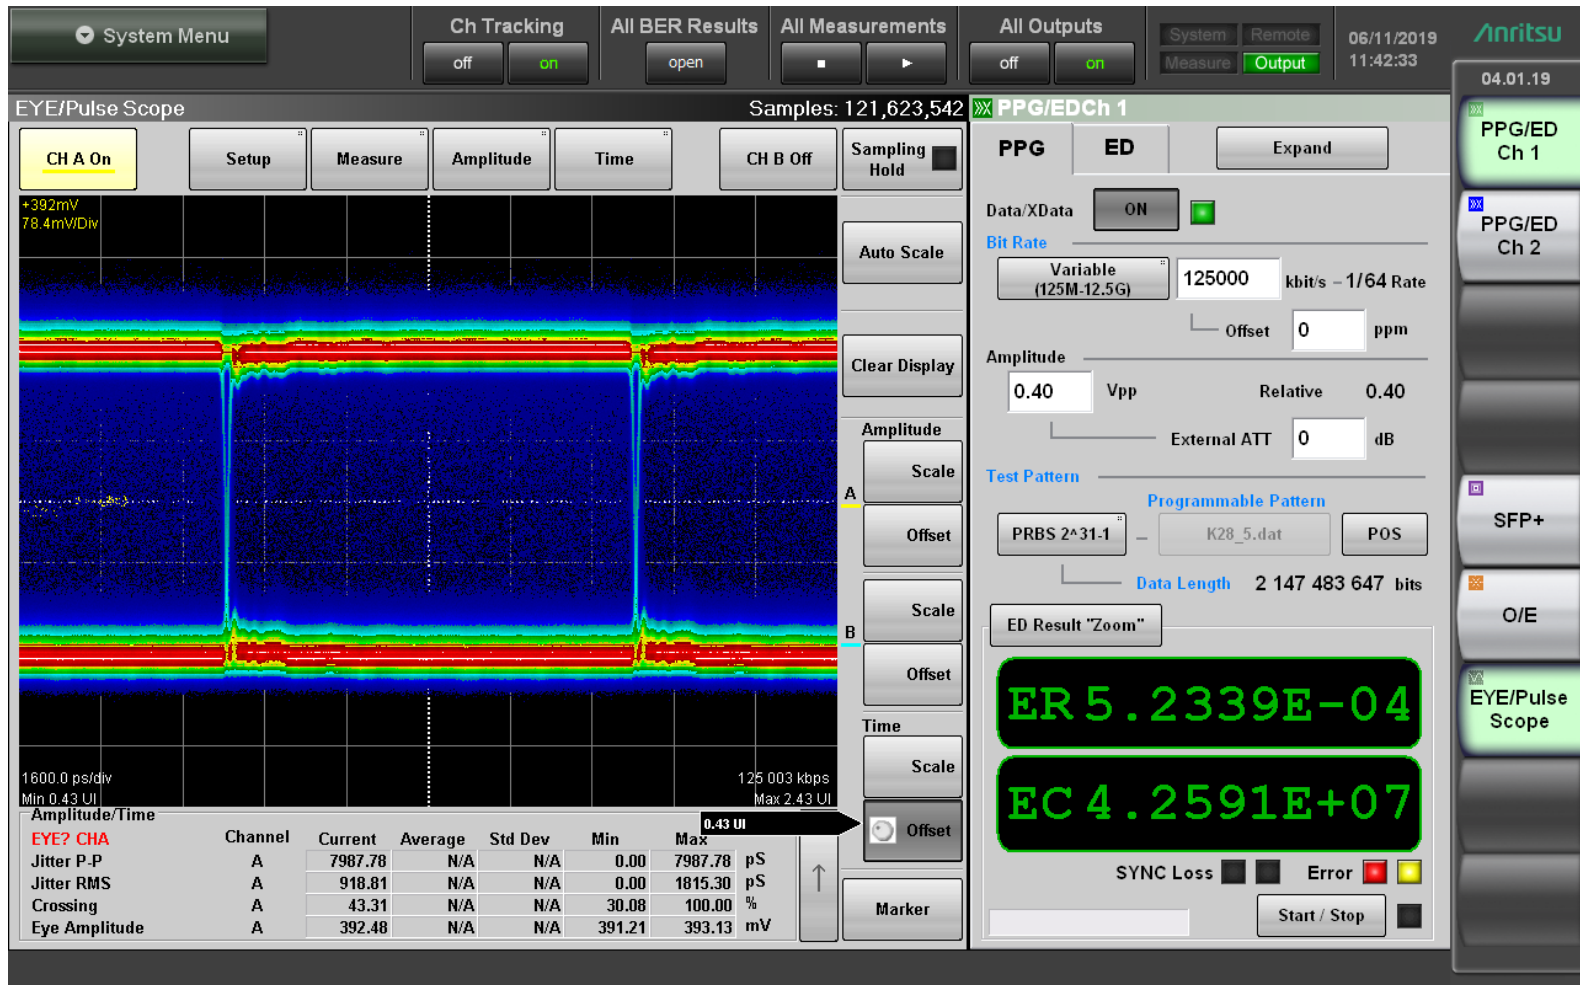 System Menu
Ch Tracking
off
on
All BER Results
open
All Measurements
All Outputs
off
on
System
Remote
Measure
Output
06/11/2019
11:42:33
Anritsu
04.01.19
EYE/Pulse Scope
Samples: 121,623,542
CH A On
Setup
Measure
Amplitude
Time
CH B Off
Sampling
Hold
+392mV
78.4mV/Div
1600.0 ps/div
Min 0.43 UI
125 003 kbps
Max 2.43 UI
Auto Scale
Clear Display
Amplitude
Scale
A
Offset
Scale
B
Offset
Time
Scale
0.43 UI
Offset
Marker
Amplitude/Time
EYE? CHA Channel Current Average Std Dev Min Max
Jitter P-P A 7987.78 N/A N/A 0.00 7987.78 pS
Jitter RMS A 918.81 N/A N/A 0.00 1815.30 pS
Crossing A 43.31 N/A N/A 30.08 100.00 %
Eye Amplitude A 392.48 N/A N/A 391.21 393.13 mV
PPG/EDCh 1
PPG
ED
Expand
Data/XData
ON
Bit Rate
Variable
(125M-12.5G)
125000 kbit/s – 1/64 Rate
Offset 0 ppm
Amplitude
0.40 Vpp
Relative 0.40
External ATT 0 dB
Test Pattern
Programmable Pattern
PRBS 2^31-1 – K28_5.dat
POS
Data Length 2 147 483 647 bits
ED Result "Zoom"
ER 5.2339E-04
EC 4.2591E+07
SYNC Loss
Error
Start / Stop
PPG/ED
Ch 1
PPG/ED
Ch 2
SFP+
O/E
EYE/Pulse
Scope